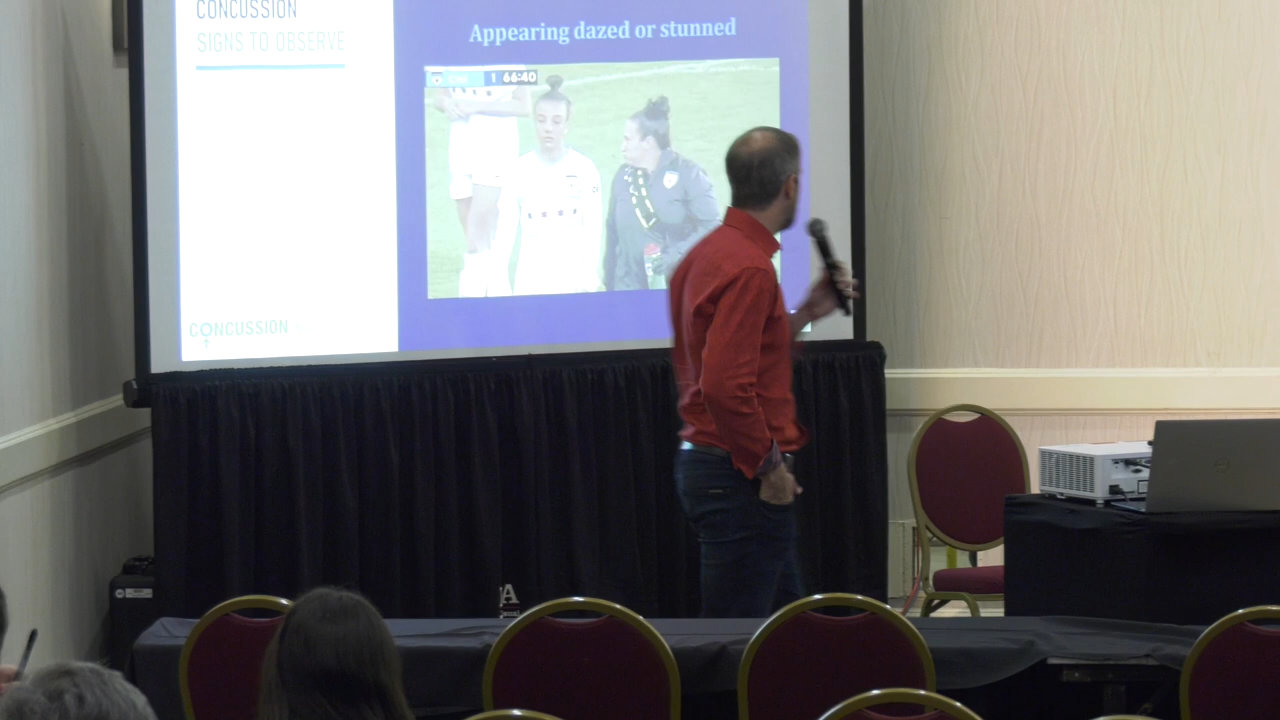 CONCUSSION
SIGNS TO OBSERVE
Appearing dazed or stunned
1 66:40
CONCUSSION
A